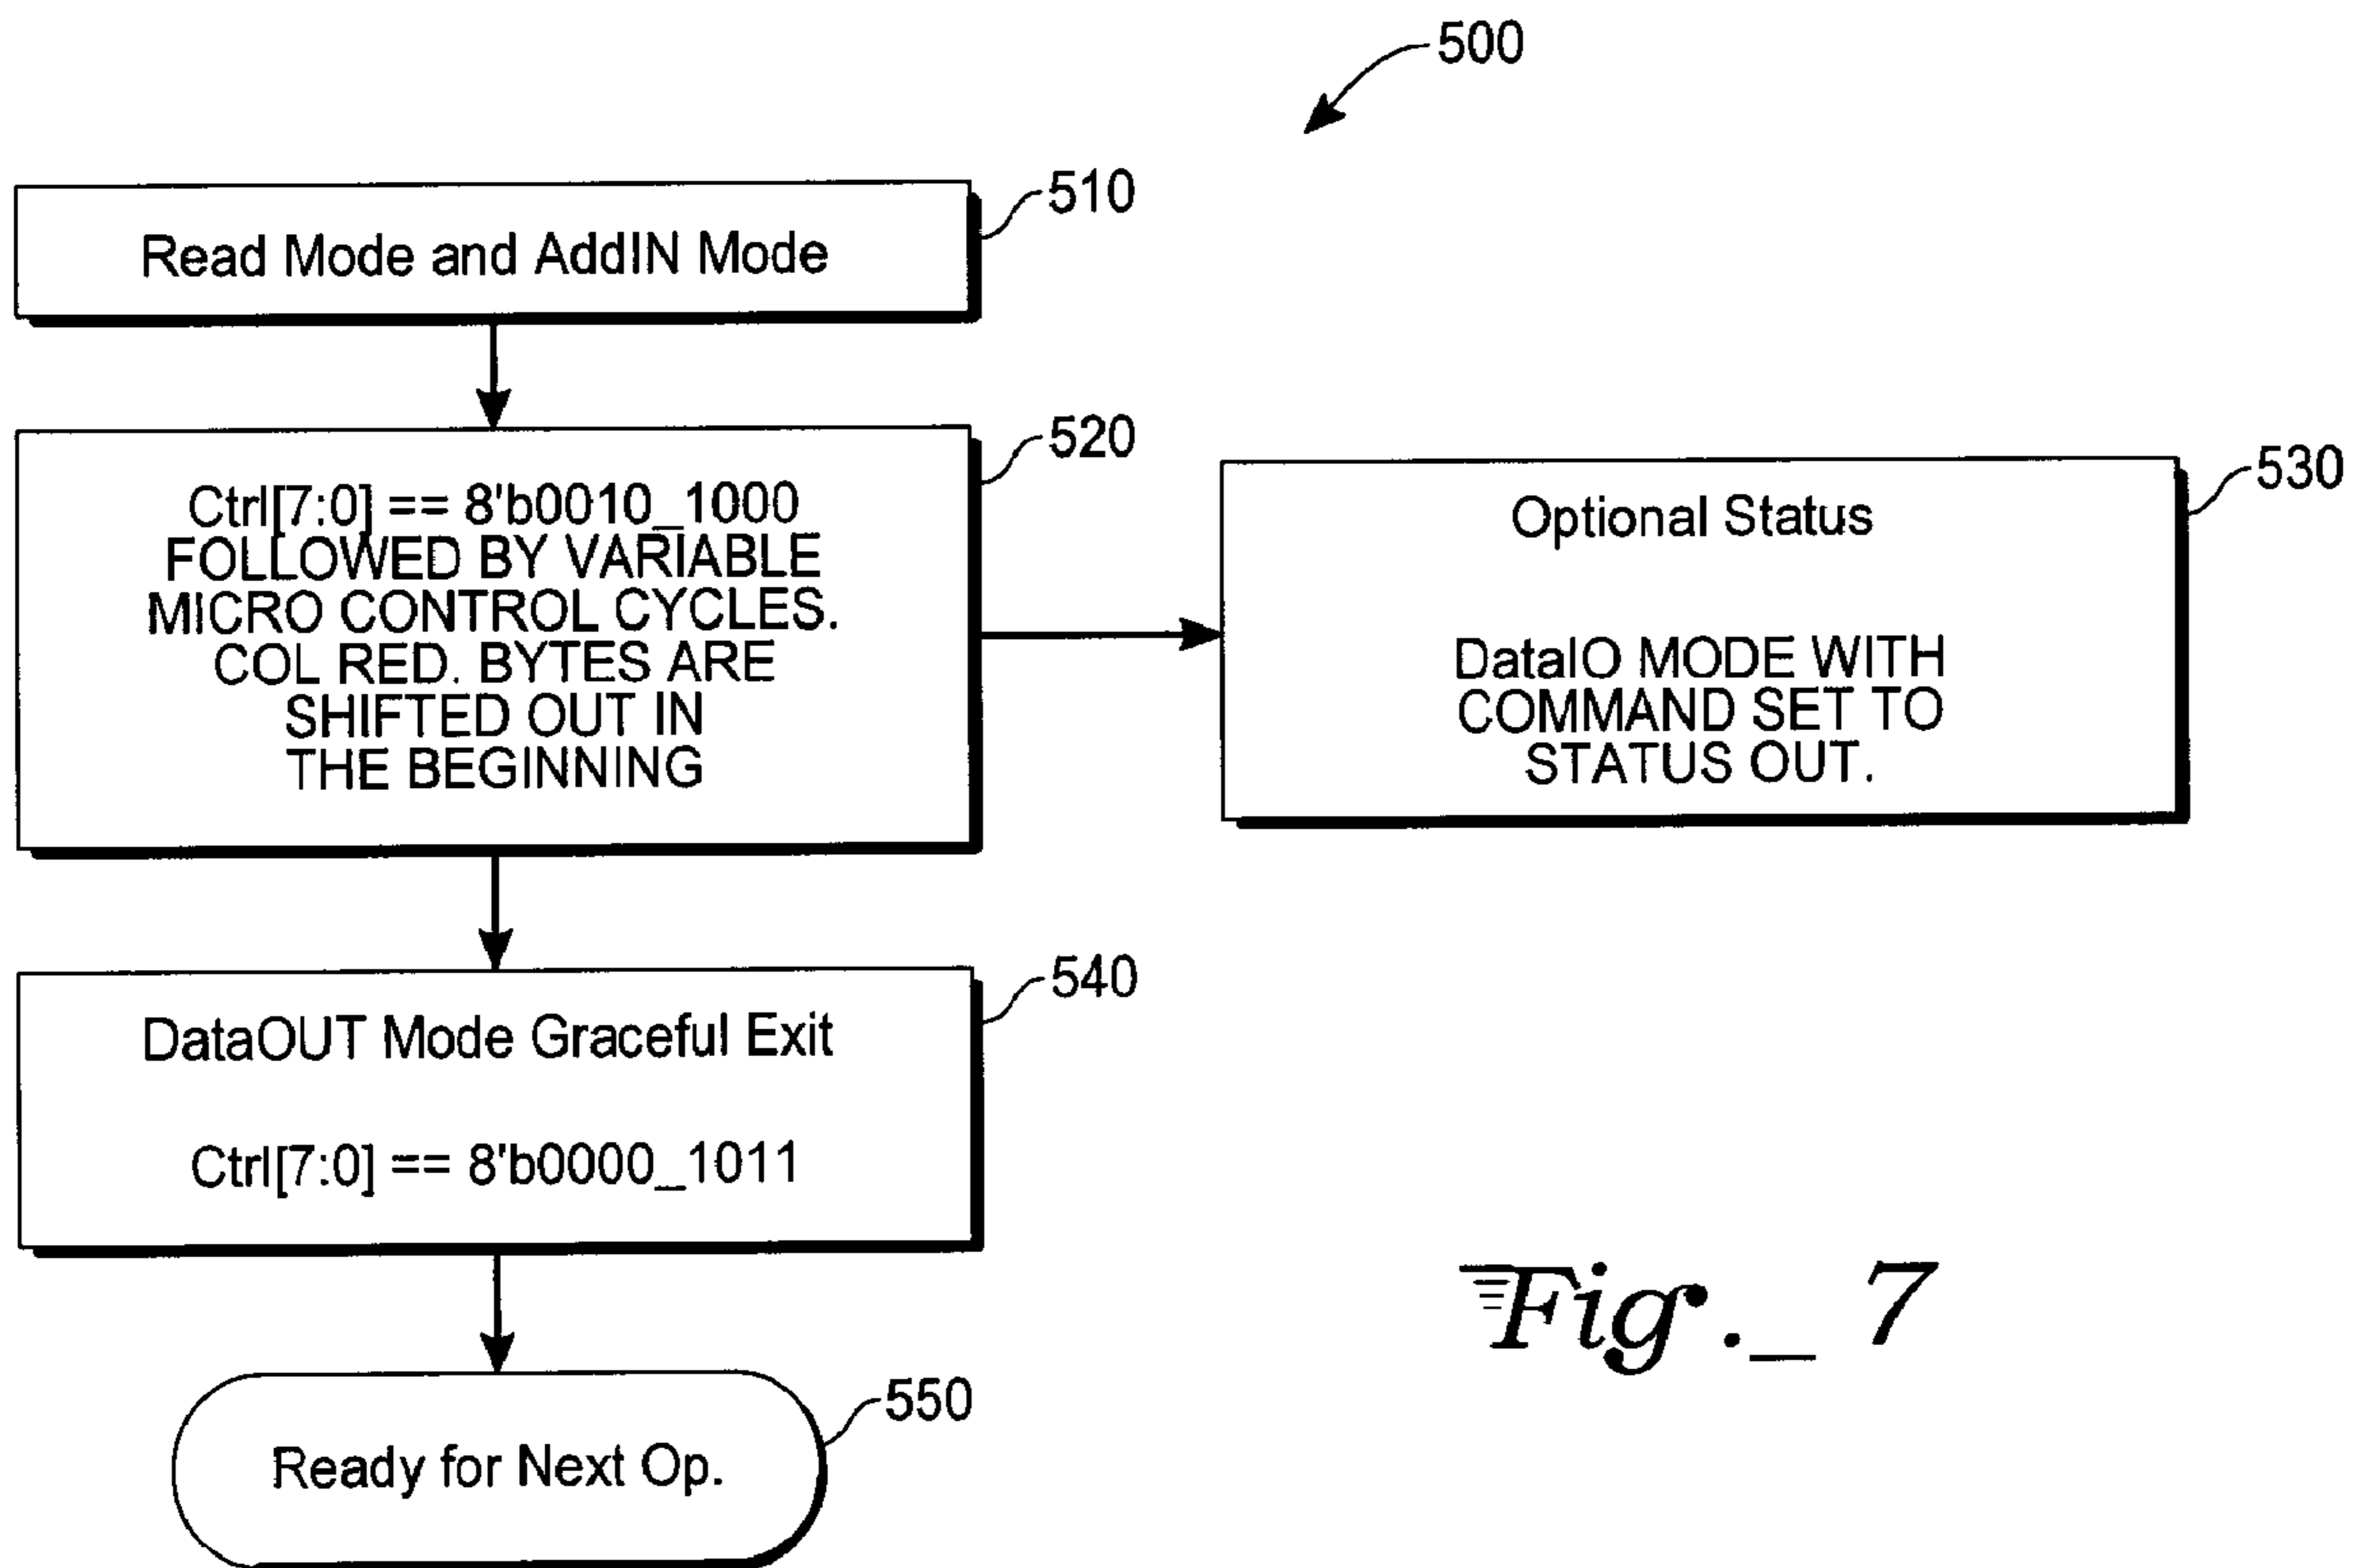 500
510
Read Mode and AddIN Mode
520
Ctrl[7:0] == 8'b0010_1000
FOLLOWED BY VARIABLE
MICRO CONTROL CYCLES.
COL RED. BYTES ARE
SHIFTED OUT IN
THE BEGINNING
530
Optional Status
DataIO MODE WITH
COMMAND SET TO
STATUS OUT.
540
DataOUT Mode Graceful Exit
Ctrl[7:0] == 8'b0000_1011
550
Ready for Next Op.
Fig._ 7